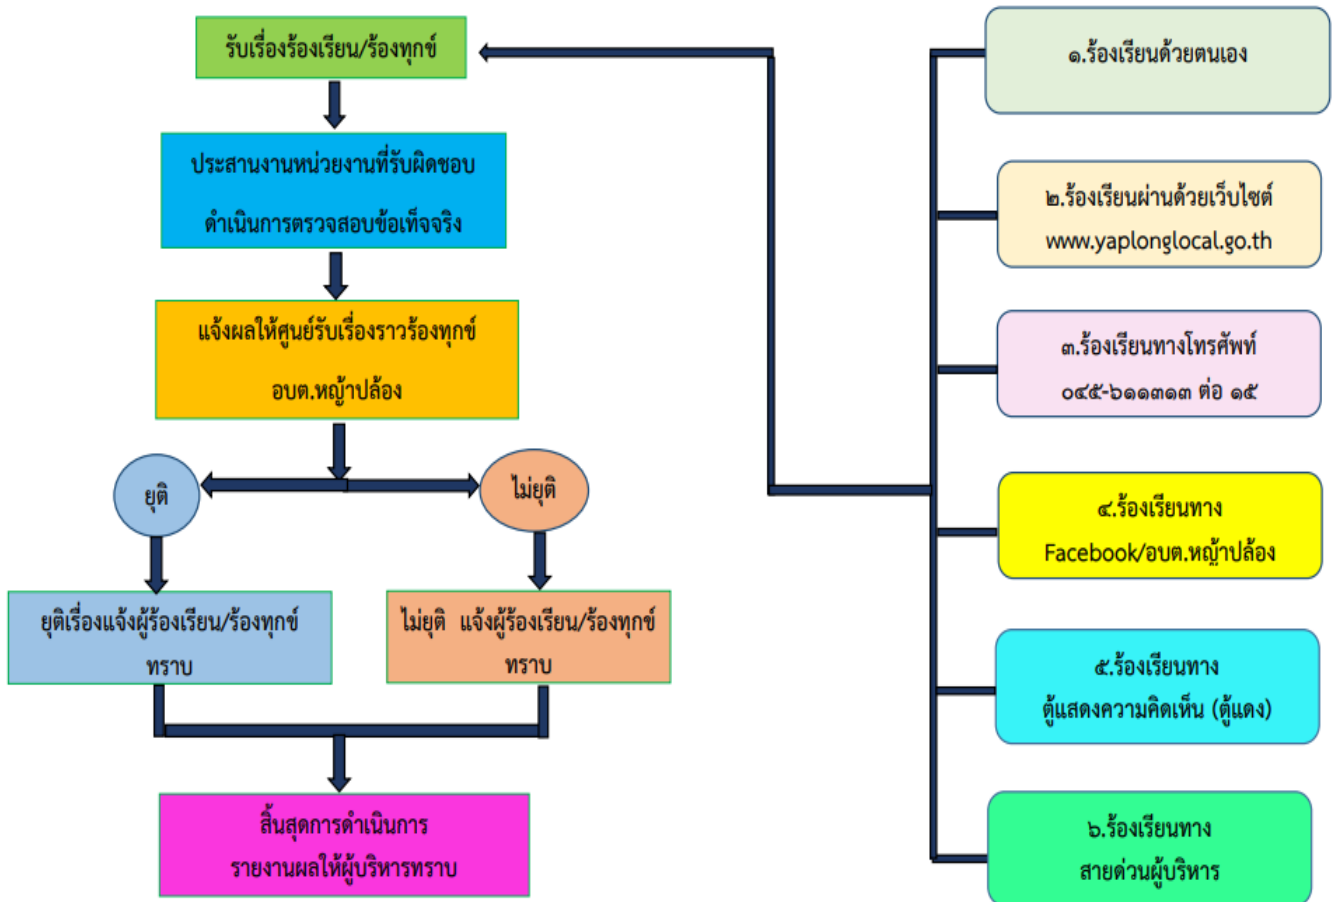 รับเรื่องร้องเรียน/ร้องทุกข์
ประสานงานหน่วยงานที่รับผิดชอบ
ดำเนินการตรวจสอบข้อเท็จจริง
แจ้งผลให้ศูนย์รับเรื่องราวร้องทุกข์
อบต.หญ้าปล้อง
ยุติ
ไม่ยุติ
ยุติเรื่องแจ้งผู้ร้องเรียน/ร้องทุกข์
ทราบ
ไม่ยุติ แจ้งผู้ร้องเรียน/ร้องทุกข์
ทราบ
สิ้นสุดการดำเนินการ
รายงานผลให้ผู้บริหารทราบ
๑.ร้องเรียนด้วยตนเอง
๒.ร้องเรียนผ่านด้วยเว็บไซต์
www.yaplonglocal.go.th
๓.ร้องเรียนทางโทรศัพท์
๐๔๕-๖๑๑๓๑๓ ต่อ ๑๕
๔.ร้องเรียนทาง
Facebook/อบต.หญ้าปล้อง
๕.ร้องเรียนทาง
ตู้แสดงความคิดเห็น (ตู้แดง)
๖.ร้องเรียนทาง
สายด่วนผู้บริหาร